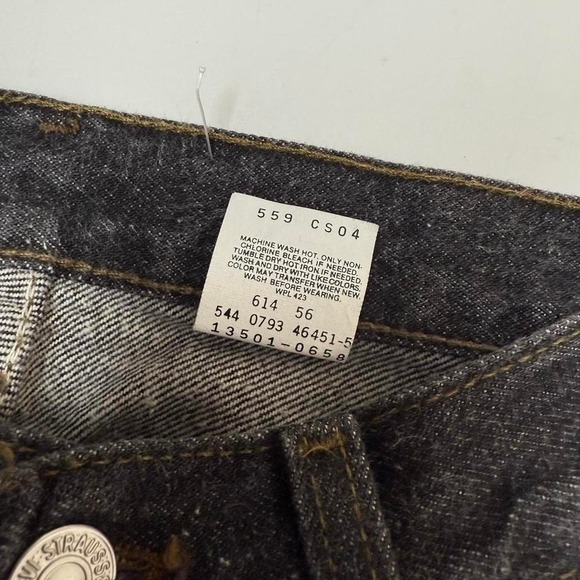 559 CS04
MACHINE WASH HOT. ONLY NON-
CHLORINE BLEACH, IF NEEDED.
TUMBLE DRY HOT. IRON, IF NEEDED.
WASH AND DRY WITH LIKE COLORS.
COLOR MAY TRANSFER WHEN NEW.
WASH BEFORE WEARING.
WPL 423
614 56
544 0793 46451-5
13501-0658
STRAUSS